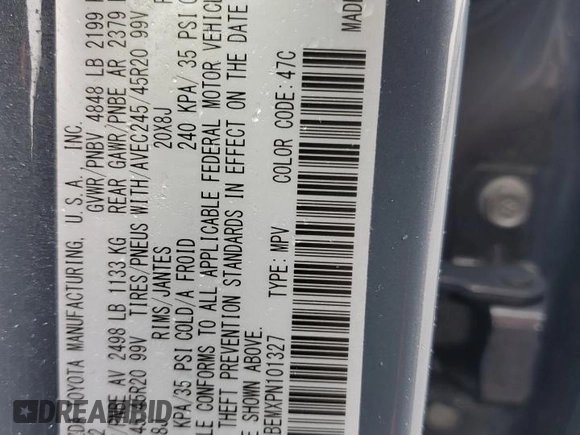 TOYOTA MANUFACTURING, U. S. A. INC.
GVWR/PNBV 4848 LB 2199
AV 2498 LB 1133 KG REAR GAWR/PNBE AR 2379
R20 99V TIRES/PNEUS WITH/AVEC245/45R20 99V
8J RIMS/JANTES 20X8J
KPA/35 PSI COLD/A FROID 240 KPA/ 35 PSI
CONFORMS TO ALL APPLICABLE FEDERAL MOTOR VEHIC
THEFT PREVENTION STANDARDS IN EFFECT ON THE DATE
SHOWN ABOVE.
BEMXPN101327 TYPE: MPV COLOR CODE: 47C
MADE
ERIDCARS